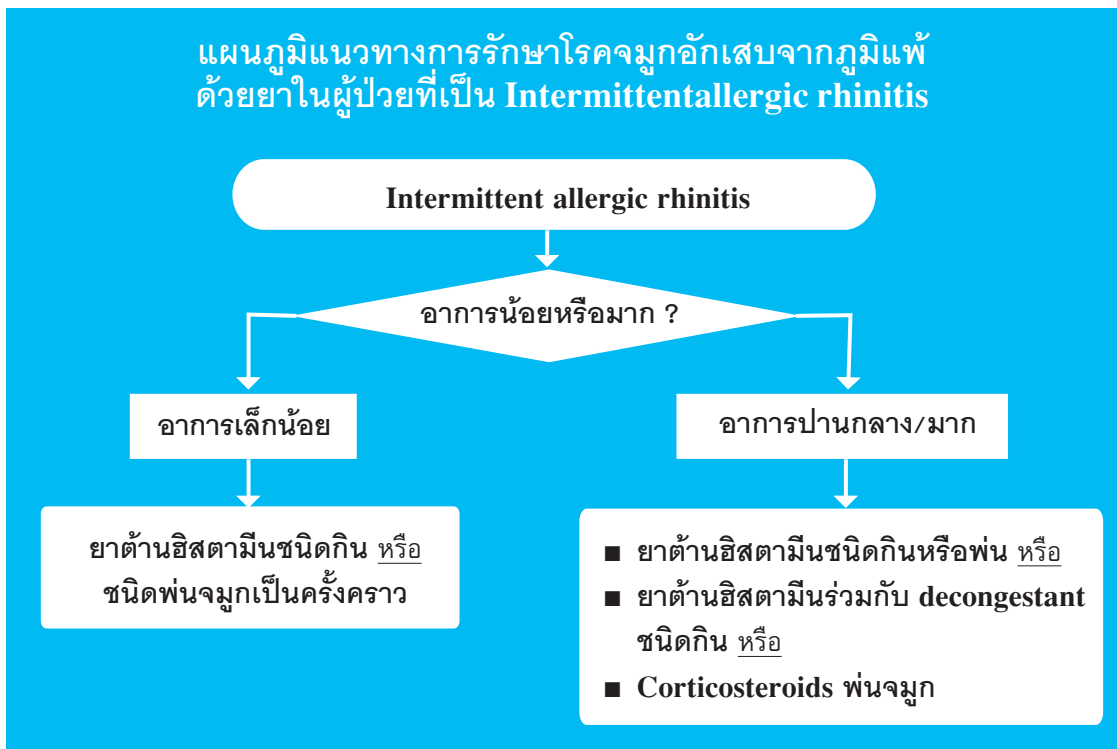 แผนภูมิแนวทางการรักษาโรคจมูกอักเสบจากภูมิแพ้
ด้วยยาในผู้ป่วยที่เป็น Intermittentallergic rhinitis
Intermittent allergic rhinitis
อาการน้อยหรือมาก ?
อาการเล็กน้อย
ยาต้านฮิสตามีนชนิดกิน หรือ
ชนิดพ่นจมูกเป็นครั้งคราว
อาการปานกลาง/มาก
■ ยาต้านฮิสตามีนชนิดกินหรือพ่น หรือ
■ ยาต้านฮิสตามีนร่วมกับ decongestant
ชนิดกิน หรือ
■ Corticosteroids พ่นจมูก